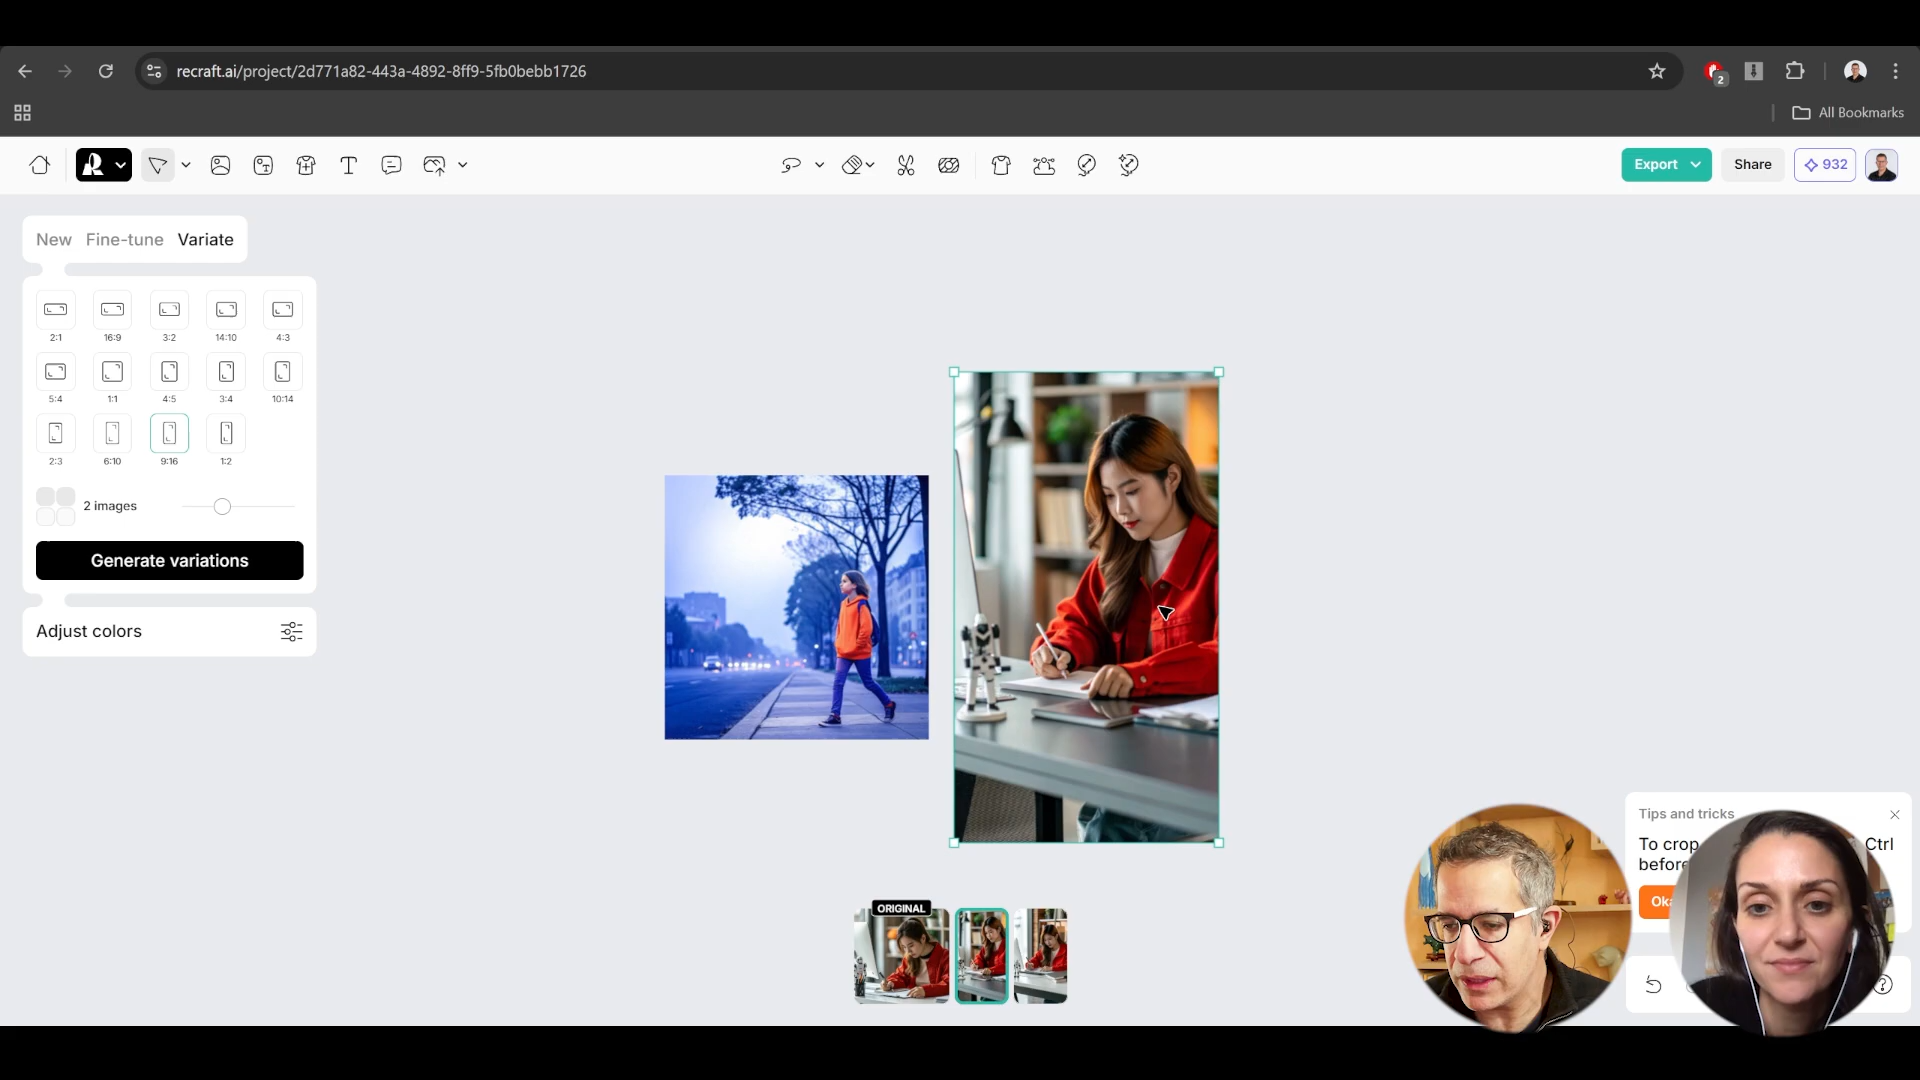 recraft.ai/project/2d771a82-443a-4892-8ff9-5fb0bebb1726
2
All Bookmarks
Export
Share
932
New Fine-tune Variate
2:1 16:9 3:2 14:10 4:3
5:4 1:1 4:5 3:4 10:14
2:3 6:10 9:16 1:2
2 images
Generate variations
Adjust colors
ORIGINAL
Tips and tricks
To crop Ctrl
before